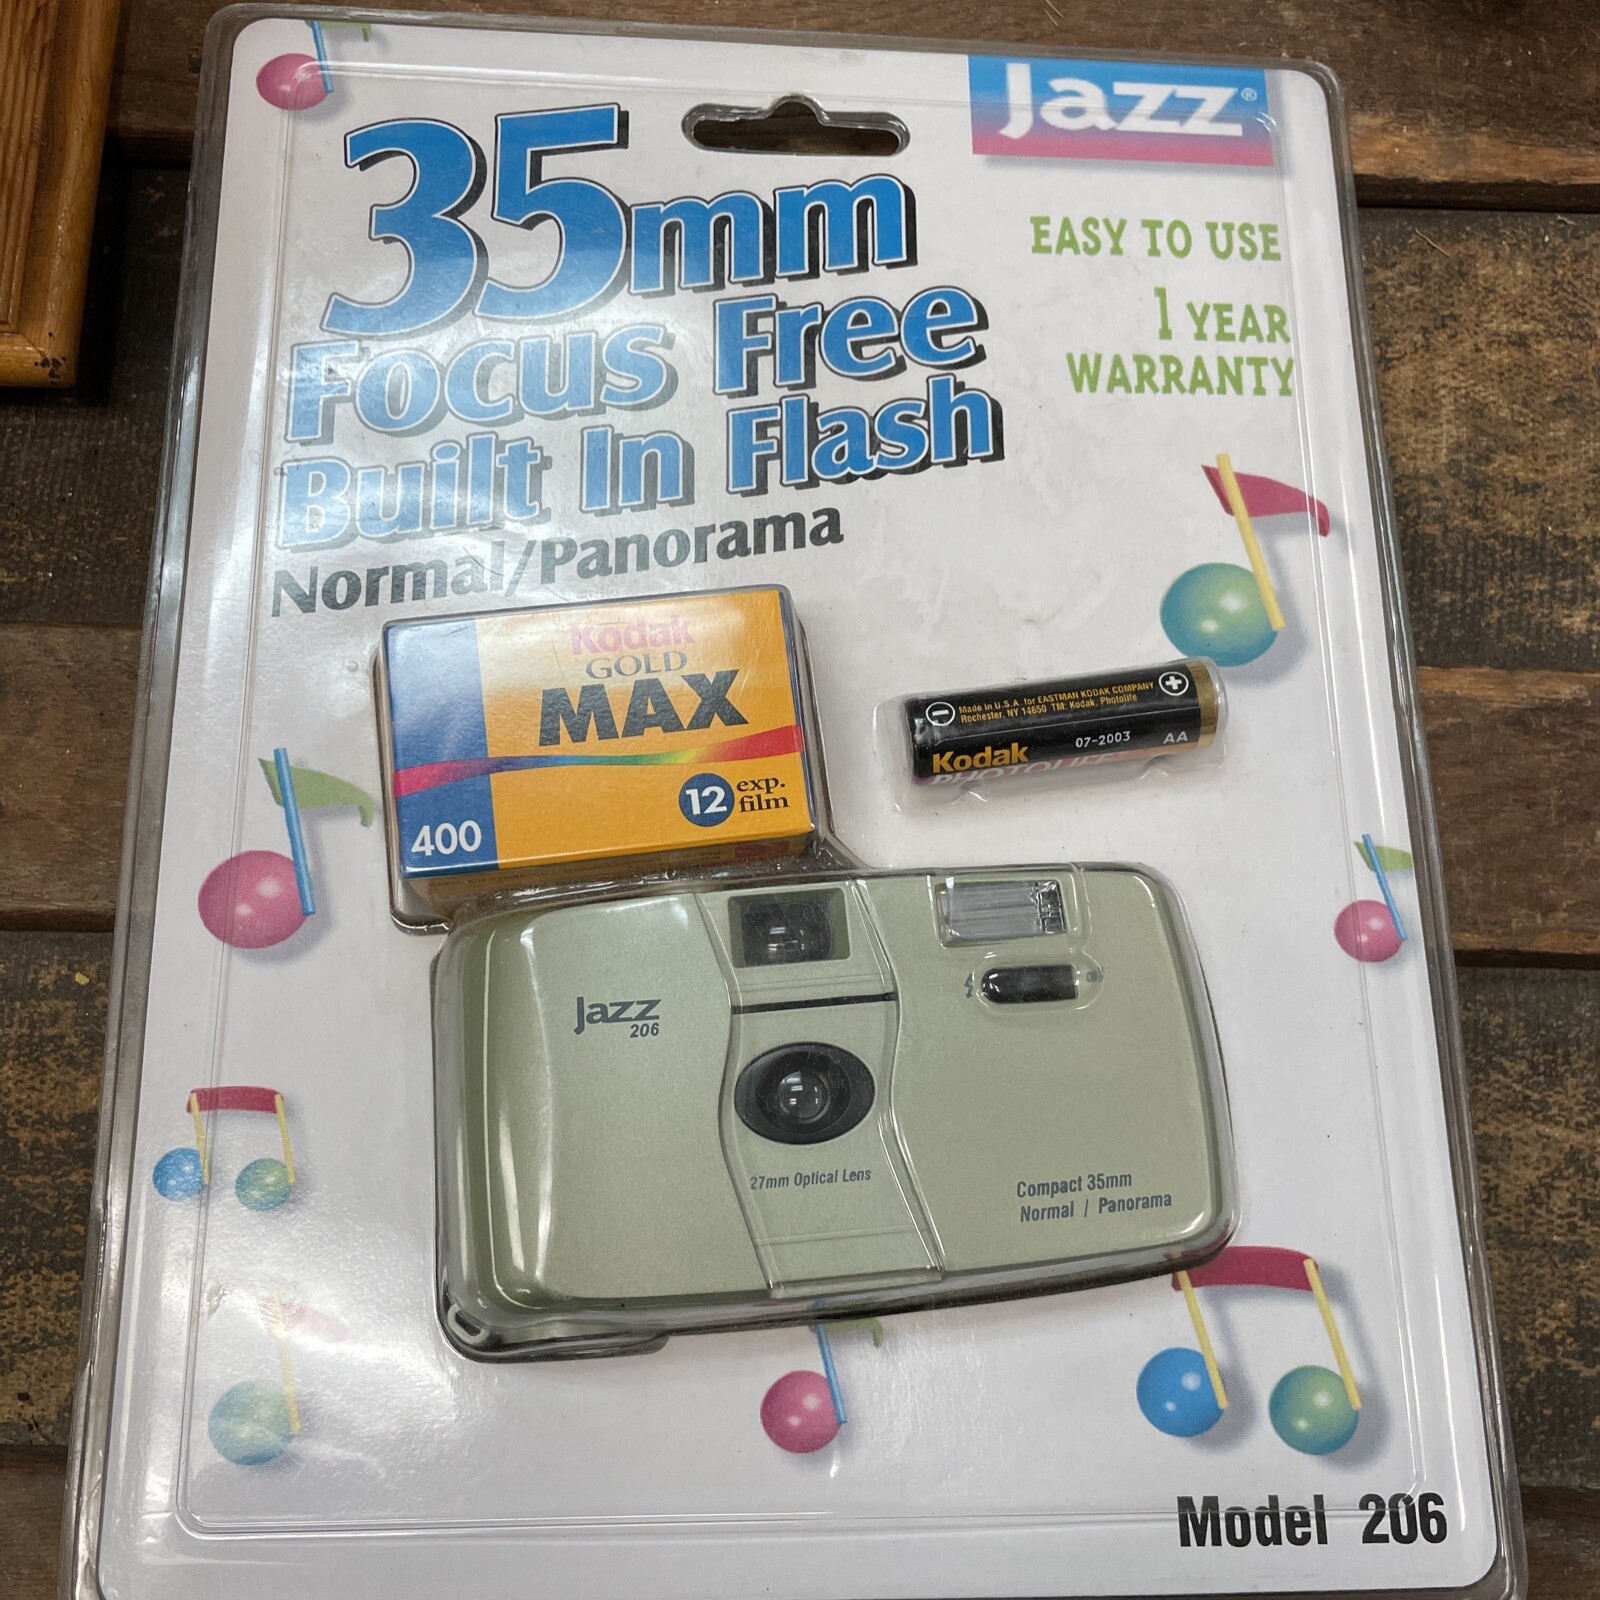 Jazz®
35mm
Focus Free
Built In Flash
Normal/Panorama
EASY TO USE
1 YEAR
WARRANTY
Kodak
GOLD
MAX
12 exp.
film
400
Made in U.S.A. for EASTMAN KODAK COMPANY
Rochester, NY 14650 TM: Kodak, Photolife
Kodak 07-2003 AA
PHOTOLIFE
Jazz
206
27mm Optical Lens
Compact 35mm
Normal / Panorama
Model 206